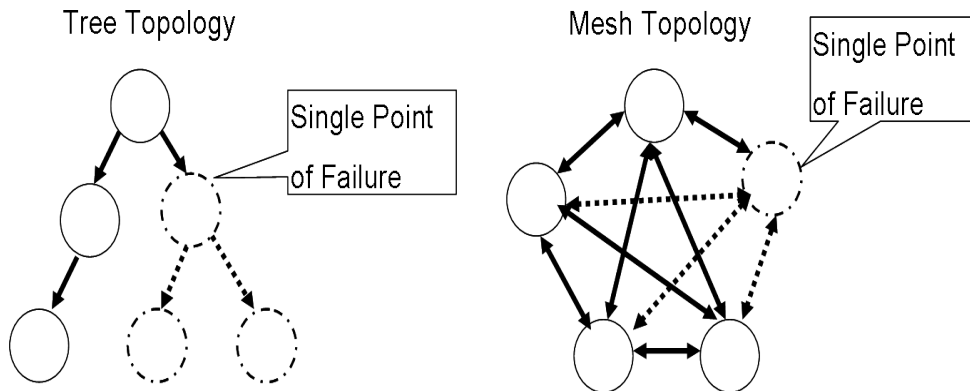 Tree Topology
Single Point
of Failure
Mesh Topology
Single Point
of Failure